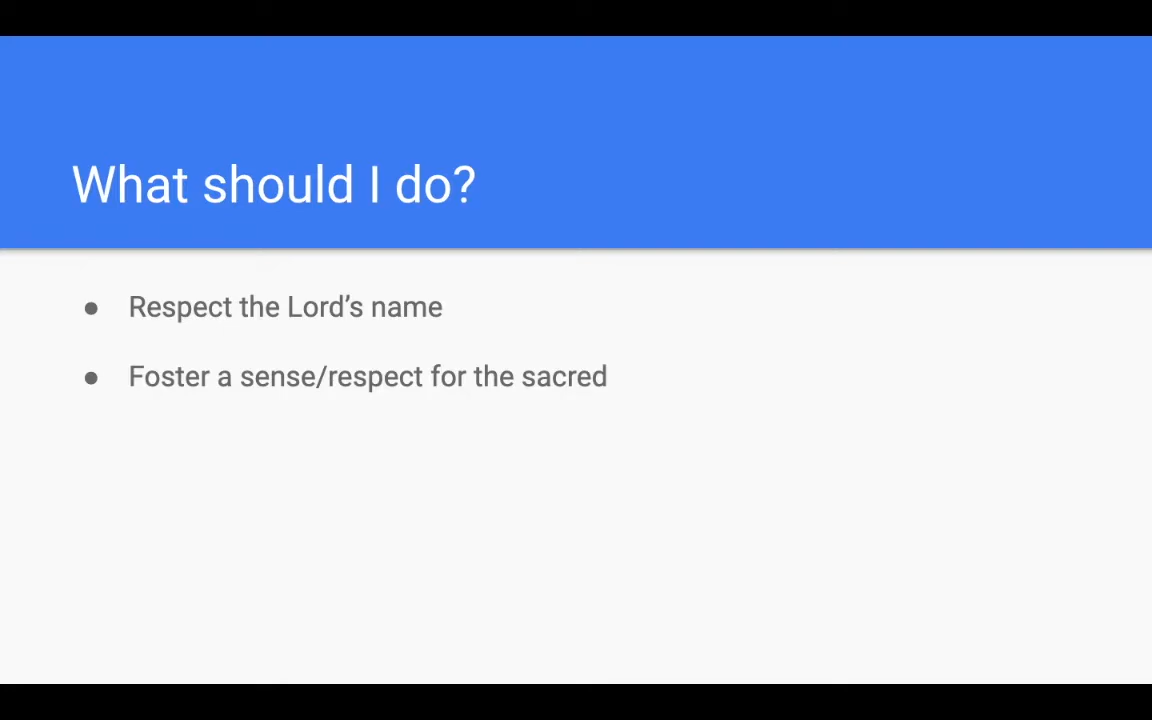 What should I do?
● Respect the Lord’s name
● Foster a sense/respect for the sacred